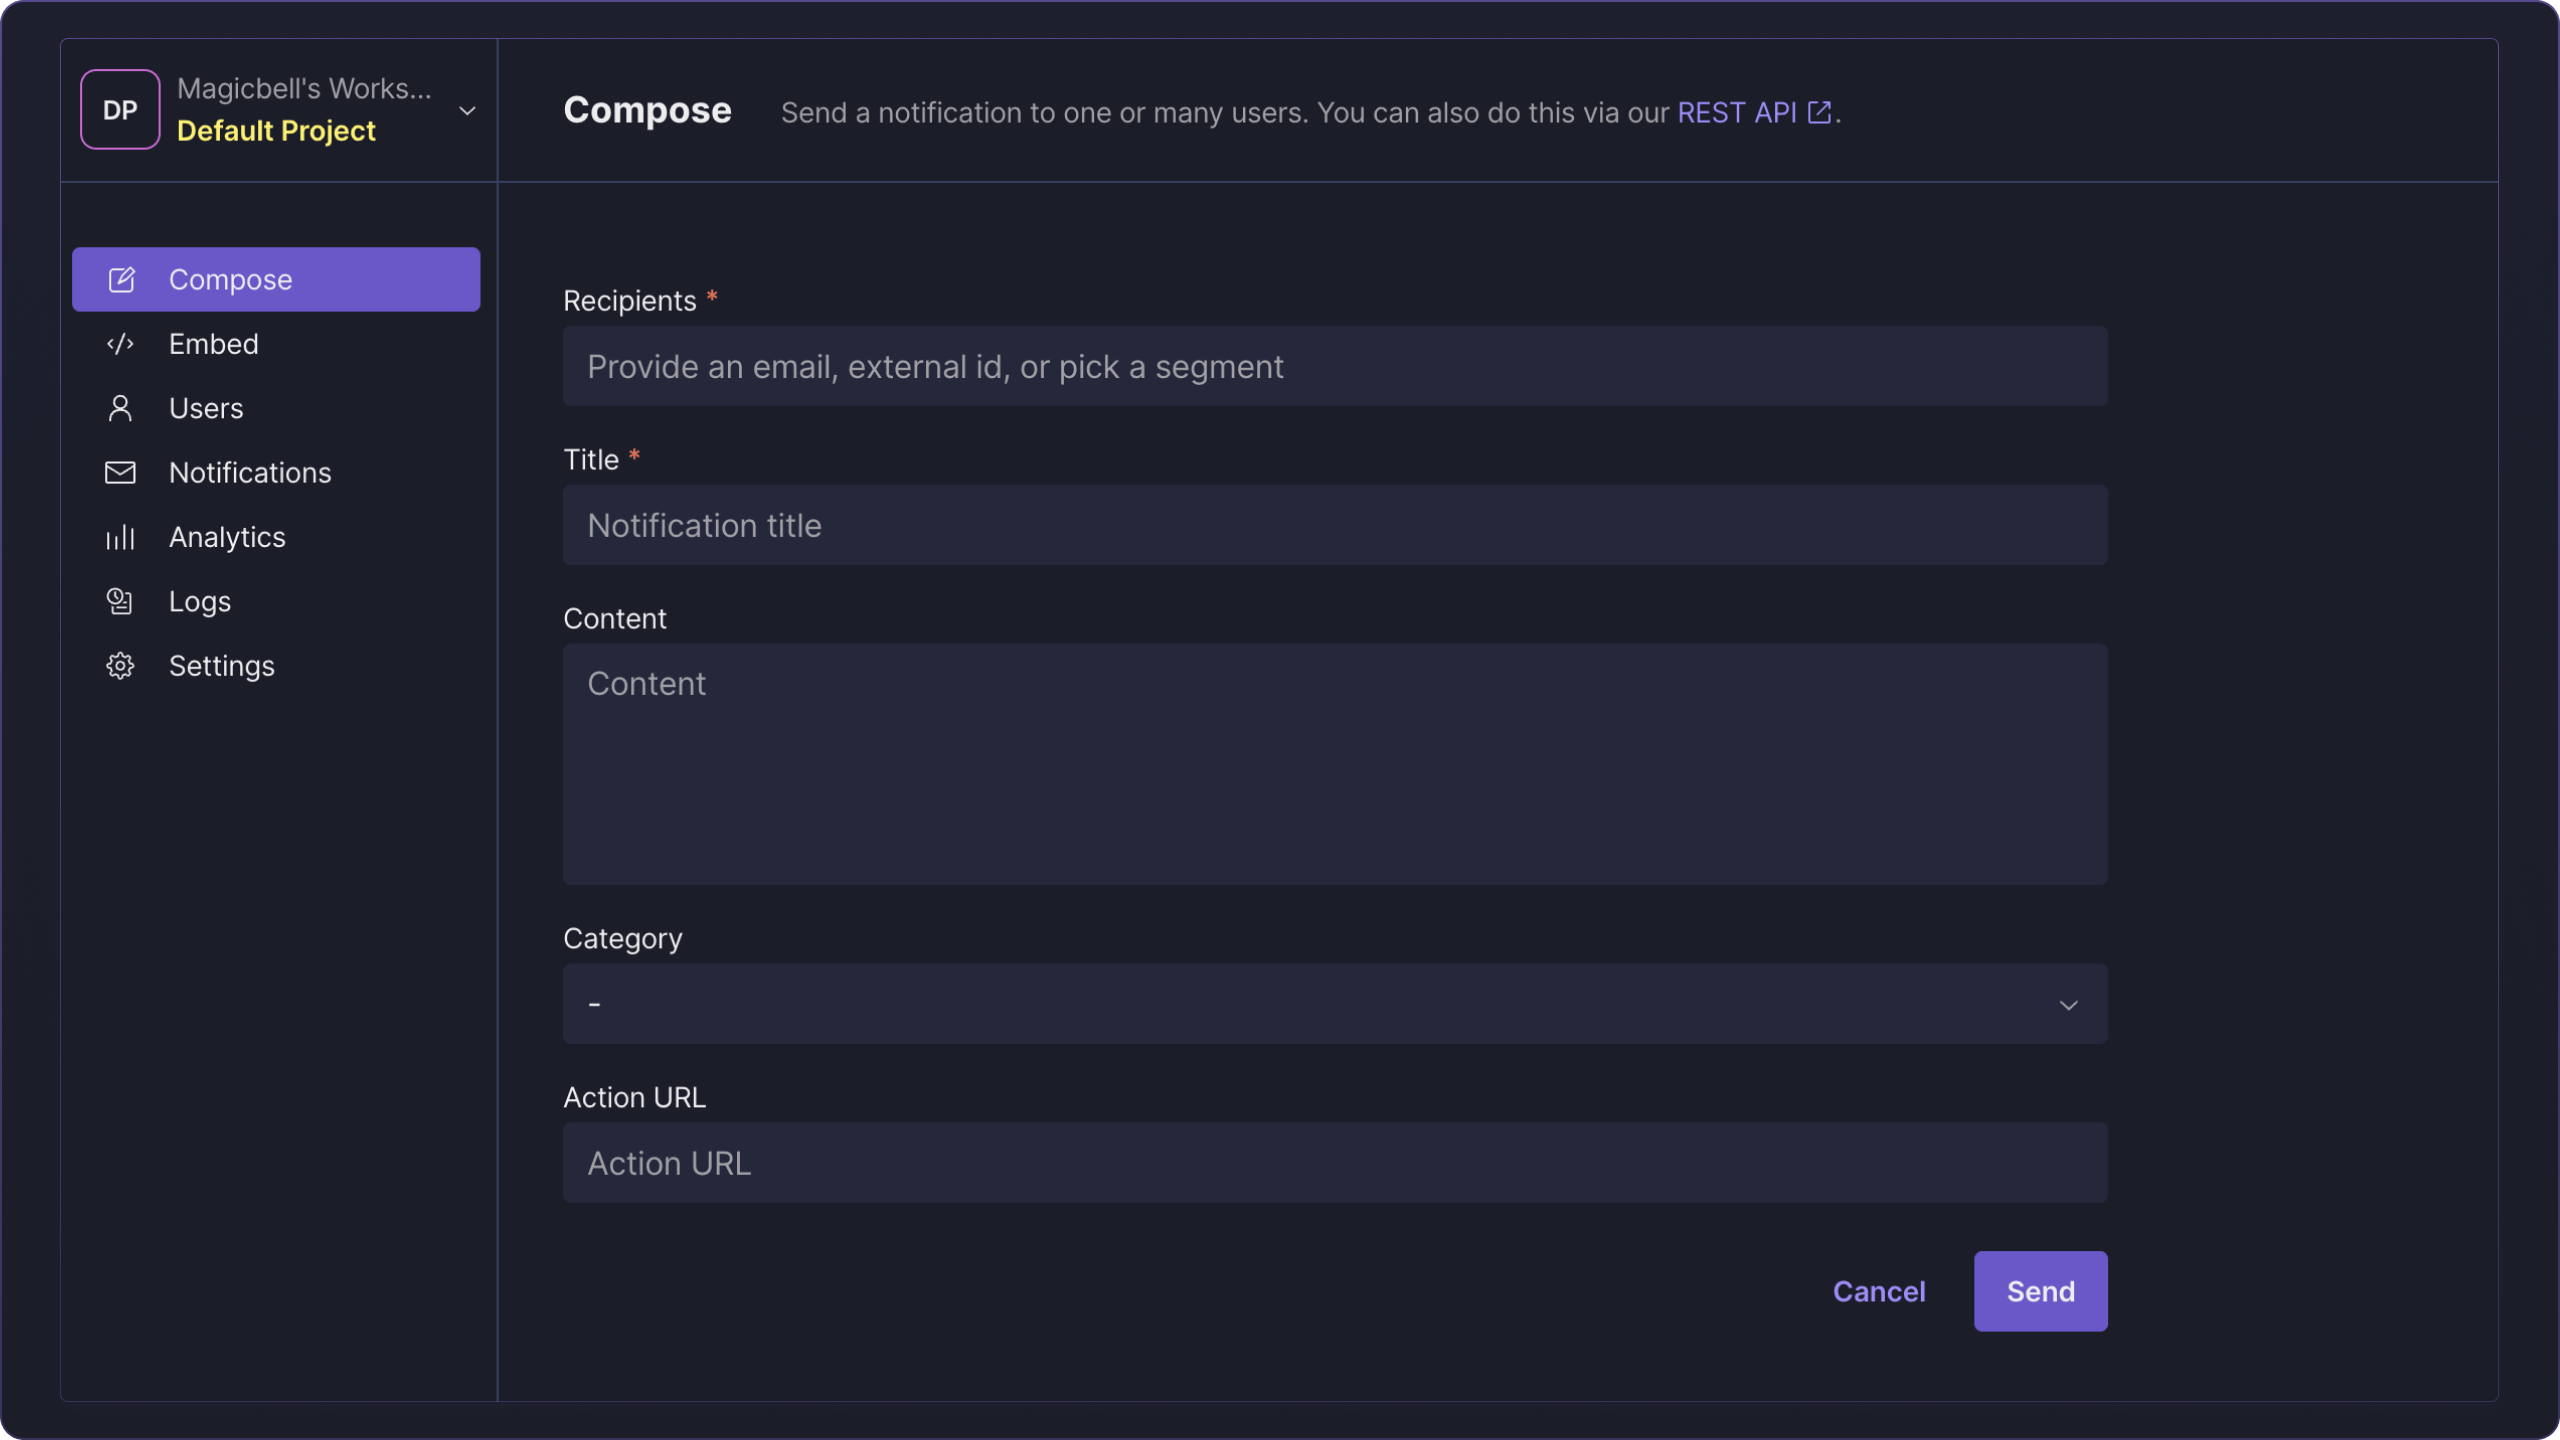 DP
Magicbell's Works...
Default Project
Compose
Send a notification to one or many users. You can also do this via our REST API.
Compose
Embed
Users
Notifications
Analytics
Logs
Settings
Recipients *
Provide an email, external id, or pick a segment
Title *
Notification title
Content
Content
Category
-
Action URL
Action URL
Cancel
Send